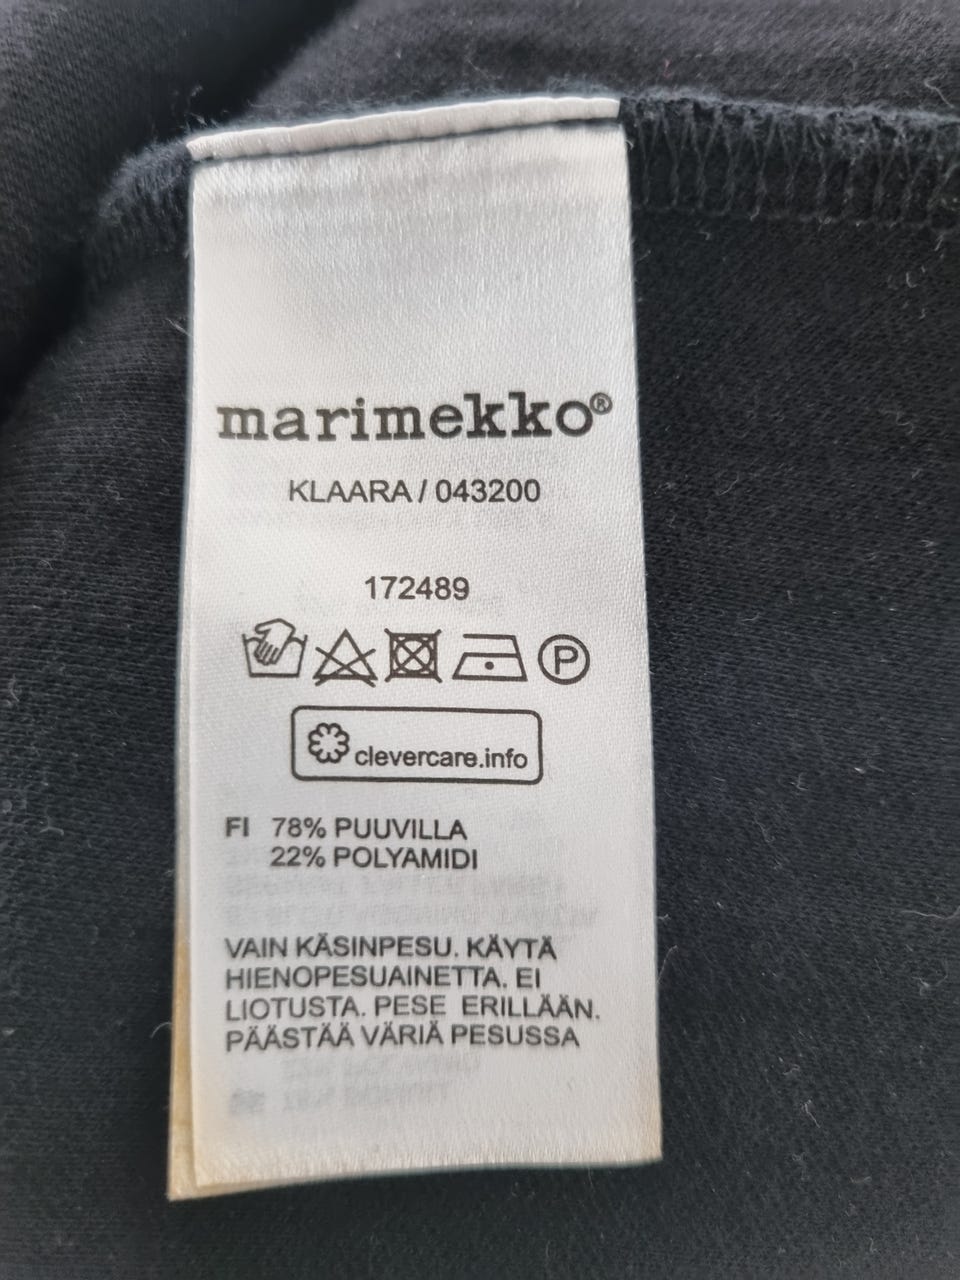 marimekko®
KLAARA / 043200
172489
P
clevercare.info
FI 78% PUUVILLA
22% POLYAMIDI
VAIN KÄSINPESU. KÄYTÄ
HIENOPESUAINETTA. EI
LIOTUSTA. PESE ERILLÄÄN.
PÄÄSTÄÄ VÄRIÄ PESUSSA